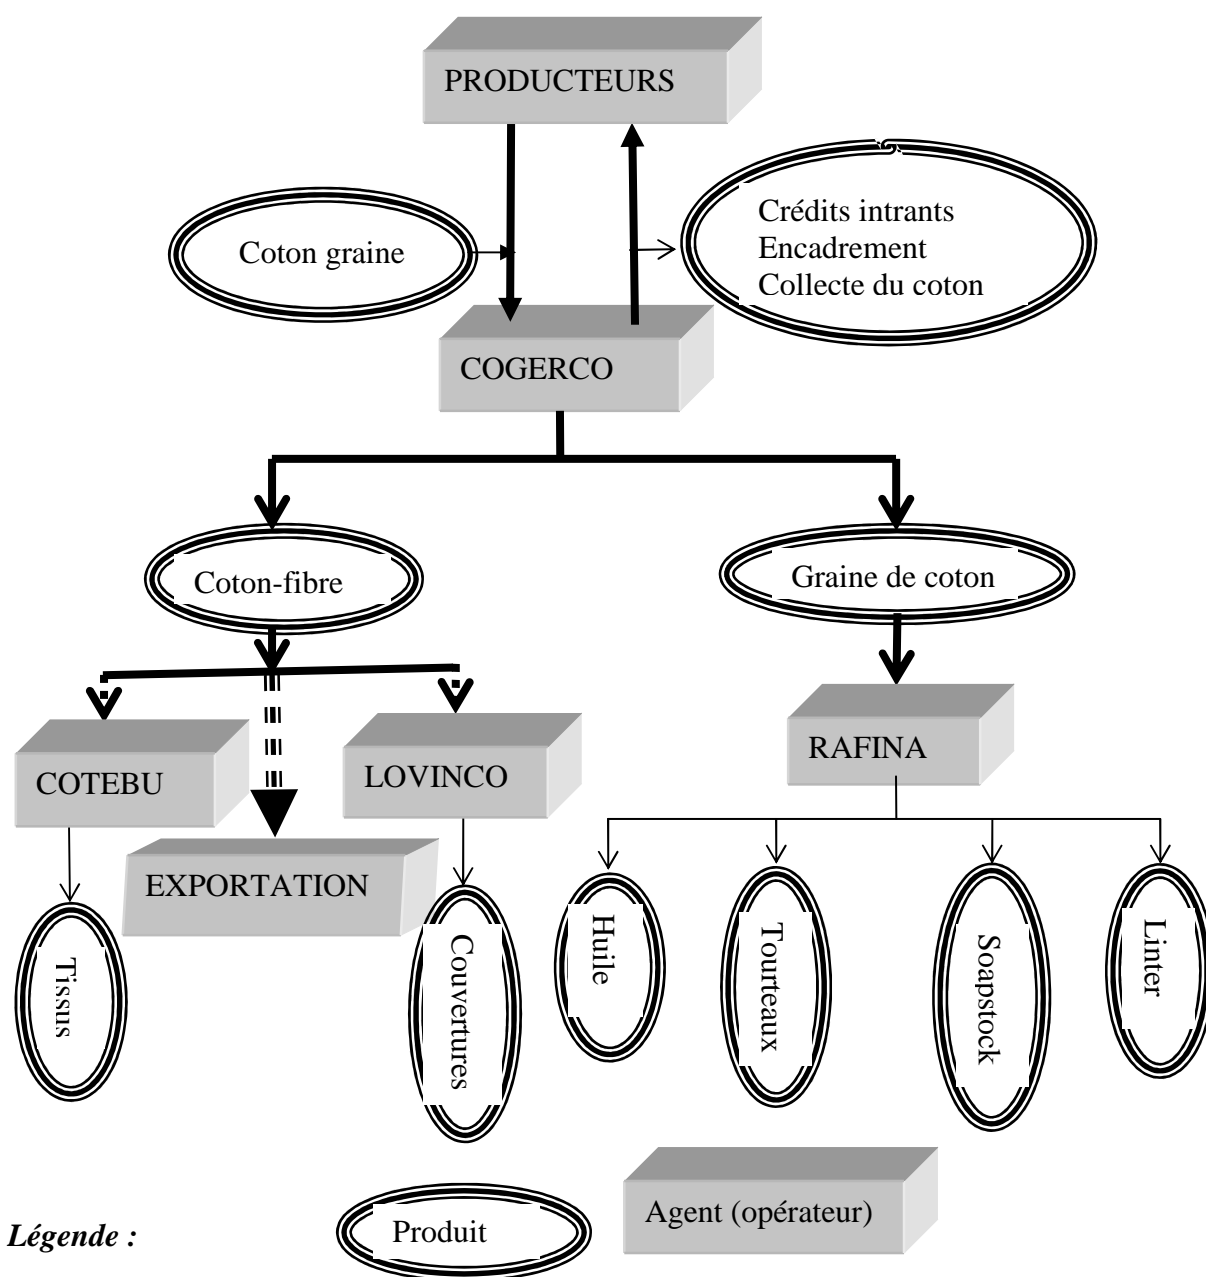 PRODUCTEURS
Coton graine
Crédits intrants
Encadrement
Collecte du coton
COGERCO
Coton-fibre
Graine de coton
COTEBU
LOVINCO
RAFINA
EXPORTATION
Tissus
Couvertures
Huile
Tourteaux
Soapstock
Linter
Légende :
Produit
Agent (opérateur)